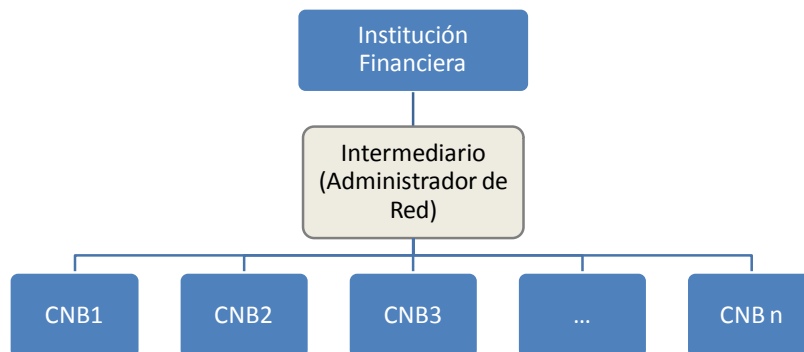 Institución
Financiera
Intermediario
(Administrador de
Red)
CNB1
CNB2
CNB3
...
CNB n